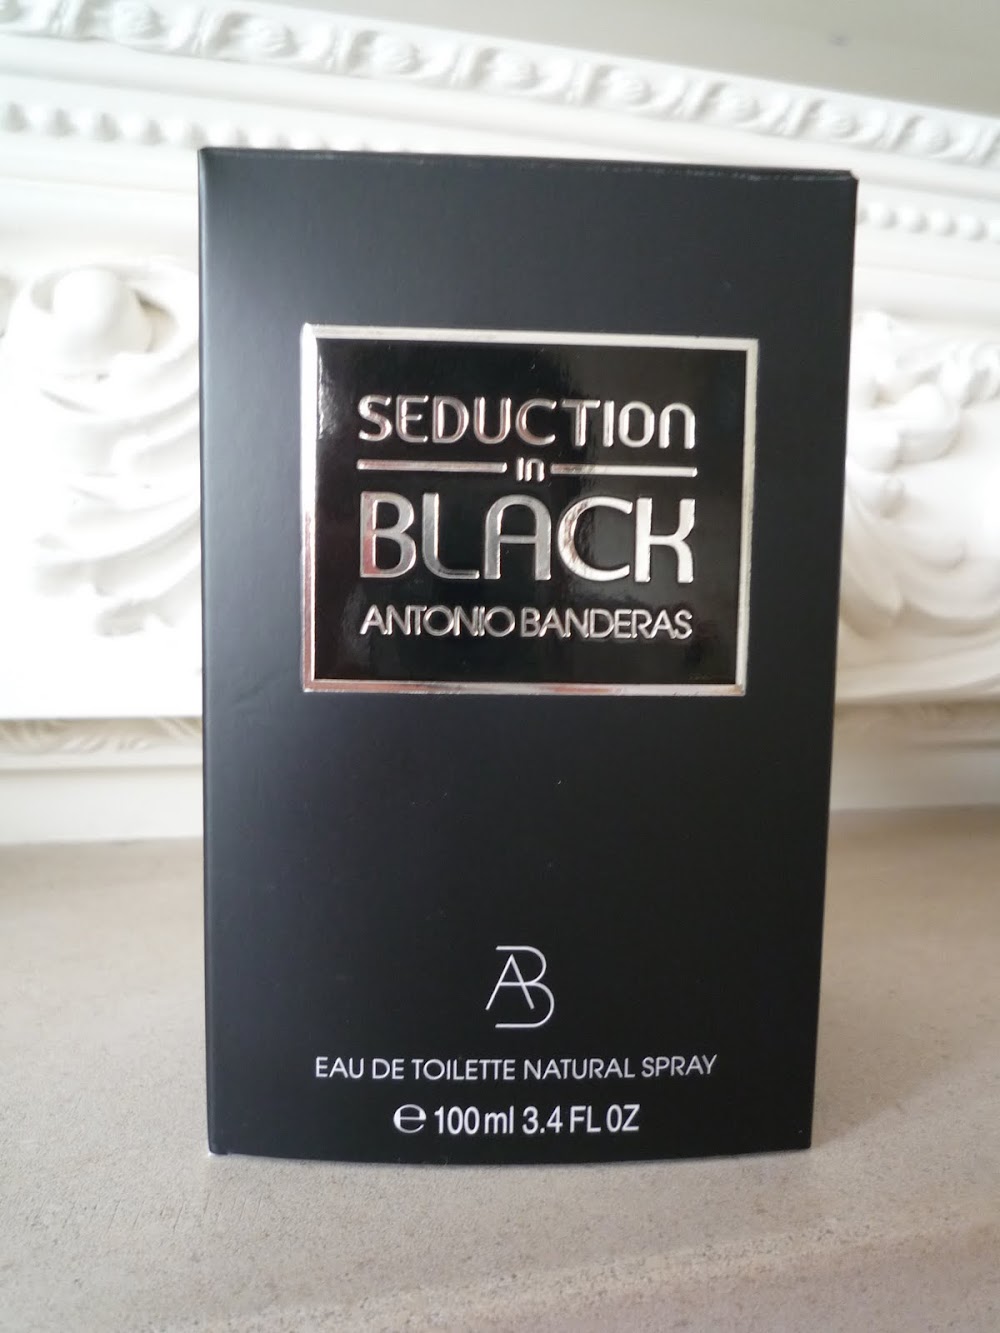 SEDUCTION
in
BLACK
ANTONIO BANDERAS
AB
EAU DE TOILETTE NATURAL SPRAY
℮ 100 ml 3.4 FL OZ